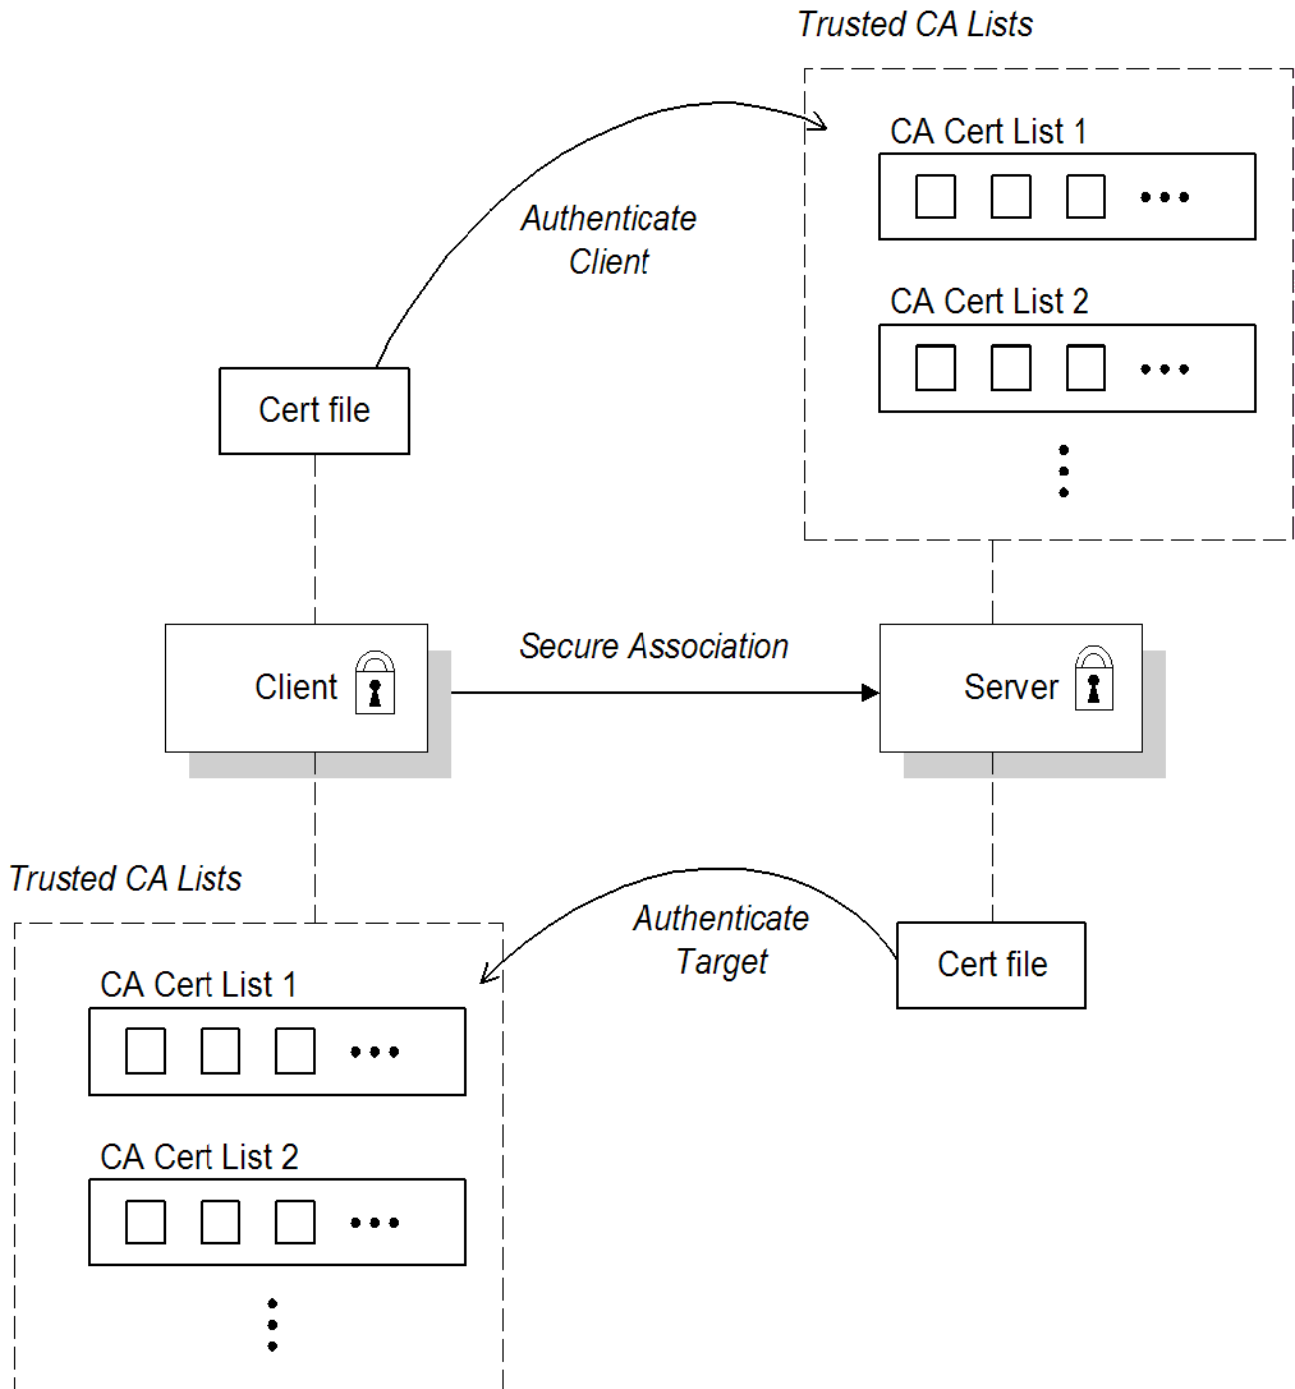 Trusted CA Lists
CA Cert List 1
Authenticate
Client
CA Cert List 2
Cert file
Secure Association
Client
Server
Trusted CA Lists
Authenticate
Target
Cert file
CA Cert List 1
CA Cert List 2